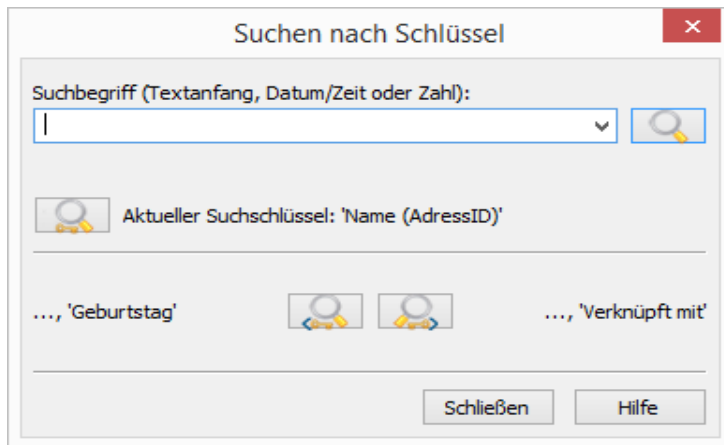 Suchen nach Schlüssel
Suchbegriff (Textanfang, Datum/Zeit oder Zahl):
Aktueller Suchschlüssel: 'Name (AdressID)'
..., 'Geburtstag' ..., 'Verknüpft mit'
Schließen Hilfe